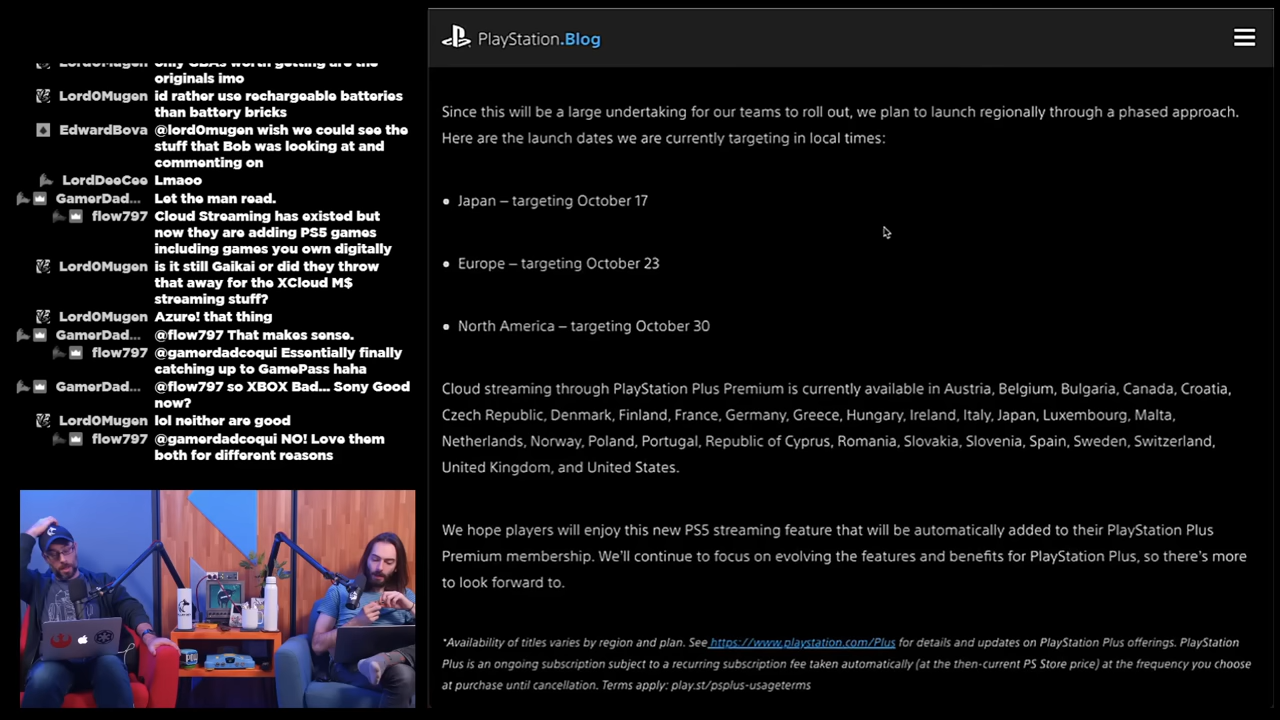 only GBAs worth getting are the
originals imo
LordOMugen id rather use rechargeable batteries
than battery bricks
EdwardBova @lord0mugen wish we could see the
stuff that Bob was looking at and
commenting on
LordDeeCee Lmaoo
GamerDad... Let the man read.
flow797 Cloud Streaming has existed but
now they are adding PS5 games
including games you own digitally
LordOMugen is it still Gaikai or did they throw
that away for the XCloud M$
streaming stuff?
LordOMugen Azure! that thing
GamerDad... @flow797 That makes sense.
flow797 @gamerdadcoqui Essentially finally
catching up to GamePass haha
GamerDad... @flow797 so XBOX Bad... Sony Good
now?
LordOMugen lol neither are good
flow797 @gamerdadcoqui NO! Love them
both for different reasons
PlayStation.Blog
Since this will be a large undertaking for our teams to roll out, we plan to launch regionally through a phased approach.
Here are the launch dates we are currently targeting in local times:
• Japan – targeting October 17
• Europe – targeting October 23
• North America – targeting October 30
Cloud streaming through PlayStation Plus Premium is currently available in Austria, Belgium, Bulgaria, Canada, Croatia,
Czech Republic, Denmark, Finland, France, Germany, Greece, Hungary, Ireland, Italy, Japan, Luxembourg, Malta,
Netherlands, Norway, Poland, Portugal, Republic of Cyprus, Romania, Slovakia, Slovenia, Spain, Sweden, Switzerland,
United Kingdom, and United States.
We hope players will enjoy this new PS5 streaming feature that will be automatically added to their PlayStation Plus
Premium membership. We'll continue to focus on evolving the features and benefits for PlayStation Plus, so there's more
to look forward to.
*Availability of titles varies by region and plan. See https://www.playstation.com/Plus for details and updates on PlayStation Plus offerings. PlayStation
Plus is an ongoing subscription subject to a recurring subscription fee taken automatically (at the then-current PS Store price) at the frequency you choose
at purchase until cancellation. Terms apply: play.st/psplus-usageterms